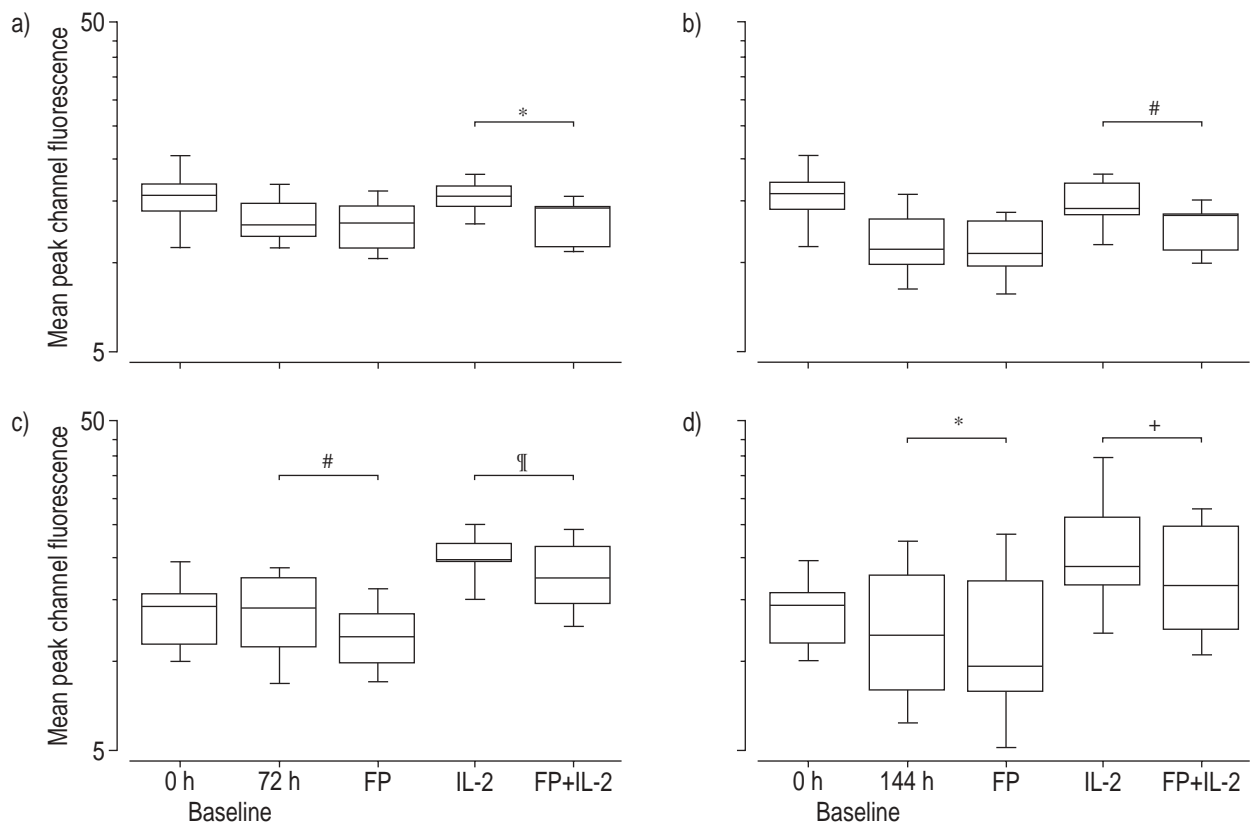 a)
Mean peak channel fluorescence
50
5
*
b)
#
c)
Mean peak channel fluorescence
50
5
#
¶
0 h
72 h
FP
IL-2
FP+IL-2
Baseline
d)
*
+
0 h
144 h
FP
IL-2
FP+IL-2
Baseline